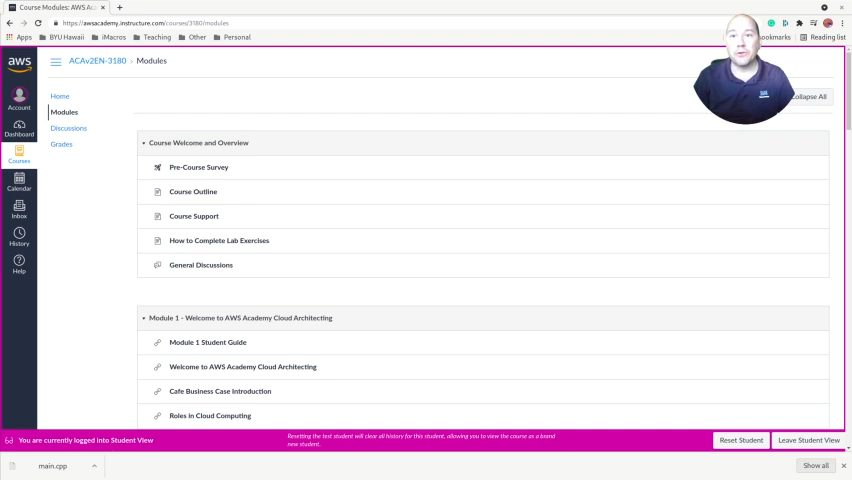 Course Modules: AWS Ac
https://awsacademy.instructure.com/courses/3180/modules
Apps
BYU Hawaii
iMacros
Teaching
Other
Personal
ookmarks
Reading list
aws
ACAv2EN-3180 › Modules
Account
Dashboard
Courses
Calendar
Inbox
History
Help
Home
Modules
Discussions
Grades
ollapse All
Course Welcome and Overview
Pre-Course Survey
Course Outline
Course Support
How to Complete Lab Exercises
General Discussions
Module 1 - Welcome to AWS Academy Cloud Architecting
Module 1 Student Guide
Welcome to AWS Academy Cloud Architecting
Cafe Business Case Introduction
Roles in Cloud Computing
You are currently logged into Student View
Resetting the test student will clear all history for this student, allowing you to view the course as a brand
new student.
Reset Student
Leave Student View
main.cpp
Show all